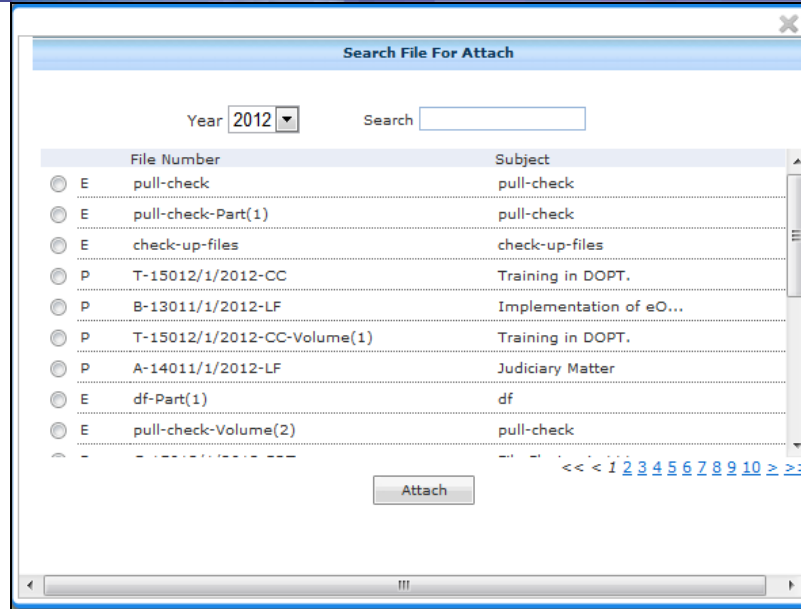 Search File For Attach
Year 2012 Search
File Number Subject
E pull-check pull-check
E pull-check-Part(1) pull-check
E check-up-files check-up-files
P T-15012/1/2012-CC Training in DOPT.
P B-13011/1/2012-LF Implementation of eO...
P T-15012/1/2012-CC-Volume(1) Training in DOPT.
P A-14011/1/2012-LF Judiciary Matter
E df-Part(1) df
E pull-check-Volume(2) pull-check
<< < 1 2 3 4 5 6 7 8 9 10 > >>
Attach